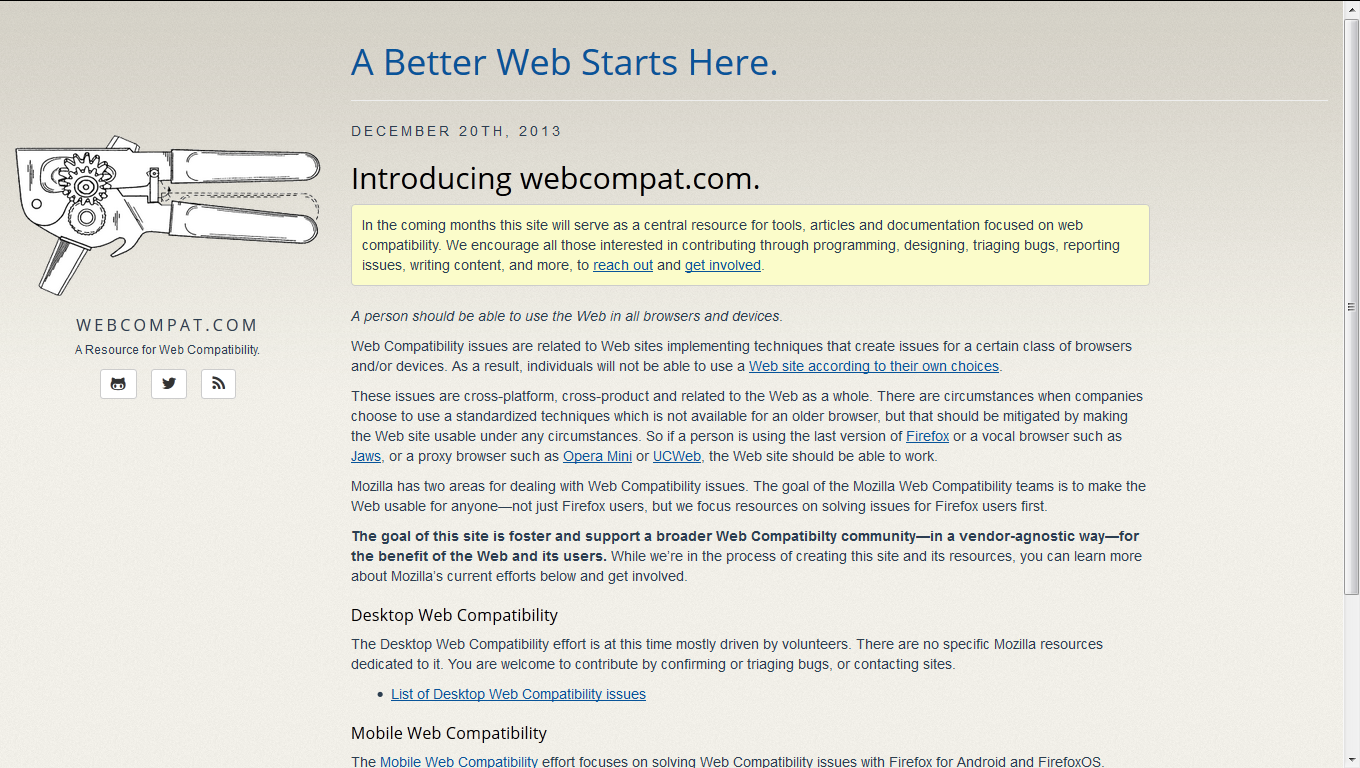 A Better Web Starts Here.
DECEMBER 20TH, 2013
Introducing webcompat.com.
In the coming months this site will serve as a central resource for tools, articles and documentation focused on web
compatibility. We encourage all those interested in contributing through programming, designing, triaging bugs, reporting
issues, writing content, and more, to reach out and get involved.
WEBCOMPAT.COM
A Resource for Web Compatibility.
A person should be able to use the Web in all browsers and devices.
Web Compatibility issues are related to Web sites implementing techniques that create issues for a certain class of browsers
and/or devices. As a result, individuals will not be able to use a Web site according to their own choices.
These issues are cross-platform, cross-product and related to the Web as a whole. There are circumstances when companies
choose to use a standardized techniques which is not available for an older browser, but that should be mitigated by making
the Web site usable under any circumstances. So if a person is using the last version of Firefox or a vocal browser such as
Jaws, or a proxy browser such as Opera Mini or UCWeb, the Web site should be able to work.
Mozilla has two areas for dealing with Web Compatibility issues. The goal of the Mozilla Web Compatibility teams is to make the
Web usable for anyone—not just Firefox users, but we focus resources on solving issues for Firefox users first.
The goal of this site is foster and support a broader Web Compatibilty community—in a vendor-agnostic way—for
the benefit of the Web and its users. While we're in the process of creating this site and its resources, you can learn more
about Mozilla's current efforts below and get involved.
Desktop Web Compatibility
The Desktop Web Compatibility effort is at this time mostly driven by volunteers. There are no specific Mozilla resources
dedicated to it. You are welcome to contribute by confirming or triaging bugs, or contacting sites.
• List of Desktop Web Compatibility issues
Mobile Web Compatibility
The Mobile Web Compatibility effort focuses on solving Web Compatibility issues with Firefox for Android and FirefoxOS.